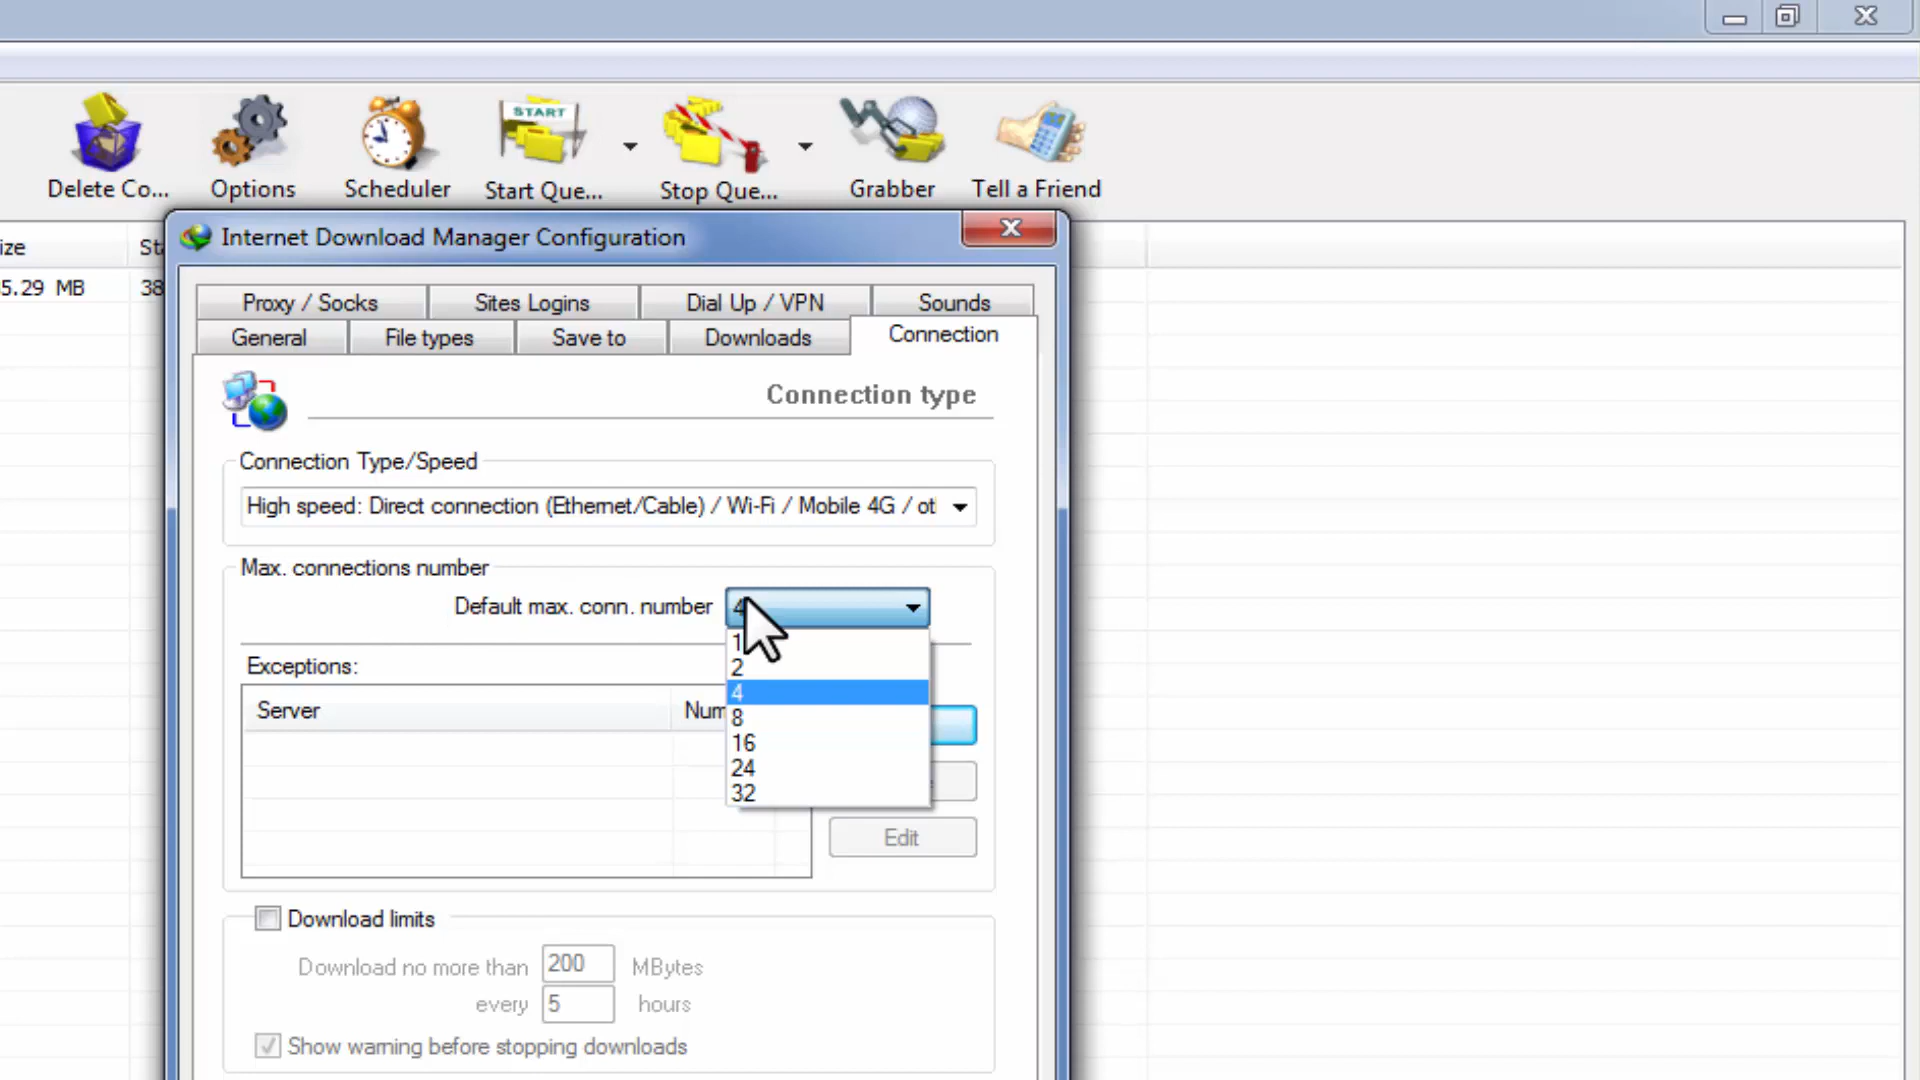 START
Delete Co...
Options
Scheduler
Start Que...
Stop Que...
Grabber
Tell a Friend
Internet Download Manager Configuration
5.29 MB
38
Proxy / Socks
Sites Logins
Dial Up / VPN
Sounds
General
File types
Save to
Downloads
Connection
Connection type
Connection Type/Speed
High speed: Direct connection (Ethernet/Cable) / Wi-Fi / Mobile 4G / ot
Max. connections number
Default max. conn. number
4
1
2
4
8
16
24
32
Exceptions:
Server
Num
Edit
Download limits
Download no more than 200 MBytes
every 5 hours
Show warning before stopping downloads